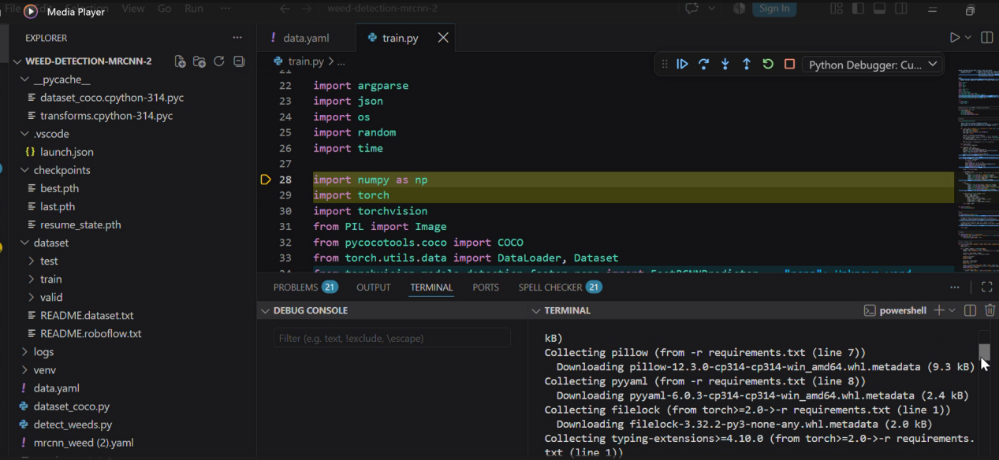 File Edit Selection View Go Run ···
Media Player
weed-detection-mrcnn-2
Sign In
EXPLORER
WEED-DETECTION-MRCNN-2
__pycache__
dataset_coco.cpython-314.pyc
transforms.cpython-314.pyc
.vscode
{} launch.json
checkpoints
best.pth
last.pth
resume_state.pth
dataset
test
train
valid
README.dataset.txt
README.roboflow.txt
logs
venv
! data.yaml
dataset_coco.py
detect_weeds.py
! mrcnn_weed (2).yaml
! data.yaml
train.py
train.py > ...
Python Debugger: Cu...
21
22 import argparse
23 import json
24 import os
25 import random
26 import time
27
28 import numpy as np
29 import torch
30 import torchvision
31 from PIL import Image
32 from pycocotools.coco import COCO
33 from torch.utils.data import DataLoader, Dataset
PROBLEMS 21 OUTPUT TERMINAL PORTS SPELL CHECKER 21
DEBUG CONSOLE
Filter (e.g. text, !exclude, \escape)
TERMINAL
powershell
kB)
Collecting pillow (from -r requirements.txt (line 7))
Downloading pillow-12.3.0-cp314-cp314-win_amd64.whl.metadata (9.3 kB)
Collecting pyyaml (from -r requirements.txt (line 8))
Downloading pyyaml-6.0.3-cp314-cp314-win_amd64.whl.metadata (2.4 kB)
Collecting filelock (from torch>=2.0->-r requirements.txt (line 1))
Downloading filelock-3.32.2-py3-none-any.whl.metadata (2.0 kB)
Collecting typing-extensions>=4.10.0 (from torch>=2.0->-r requirements.
txt (line 1))